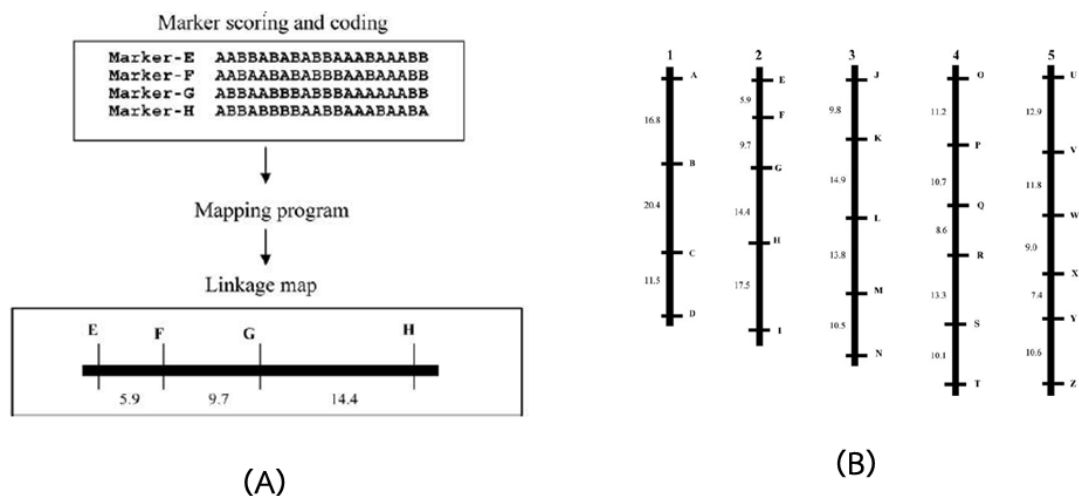 Marker scoring and coding
Marker-E AABBABABABBAAABAAABB
Marker-F AABAABABABBBAABAAABB
Marker-G ABBAABBBABBBAAAAAABB
Marker-H ABBABBBBABBAAABAABA
Mapping program
Linkage map
E F G H
5.9 9.7 14.4
(A)
1
A
16.8
B
20.4
C
11.5
D
2
E
5.9
F
9.7
G
14.4
H
17.5
I
3
J
9.8
K
14.9
L
13.8
M
10.5
N
4
O
11.2
P
10.7
Q
8.6
R
13.3
S
10.1
T
5
U
12.9
V
11.8
W
9.0
X
7.4
Y
10.6
Z
(B)